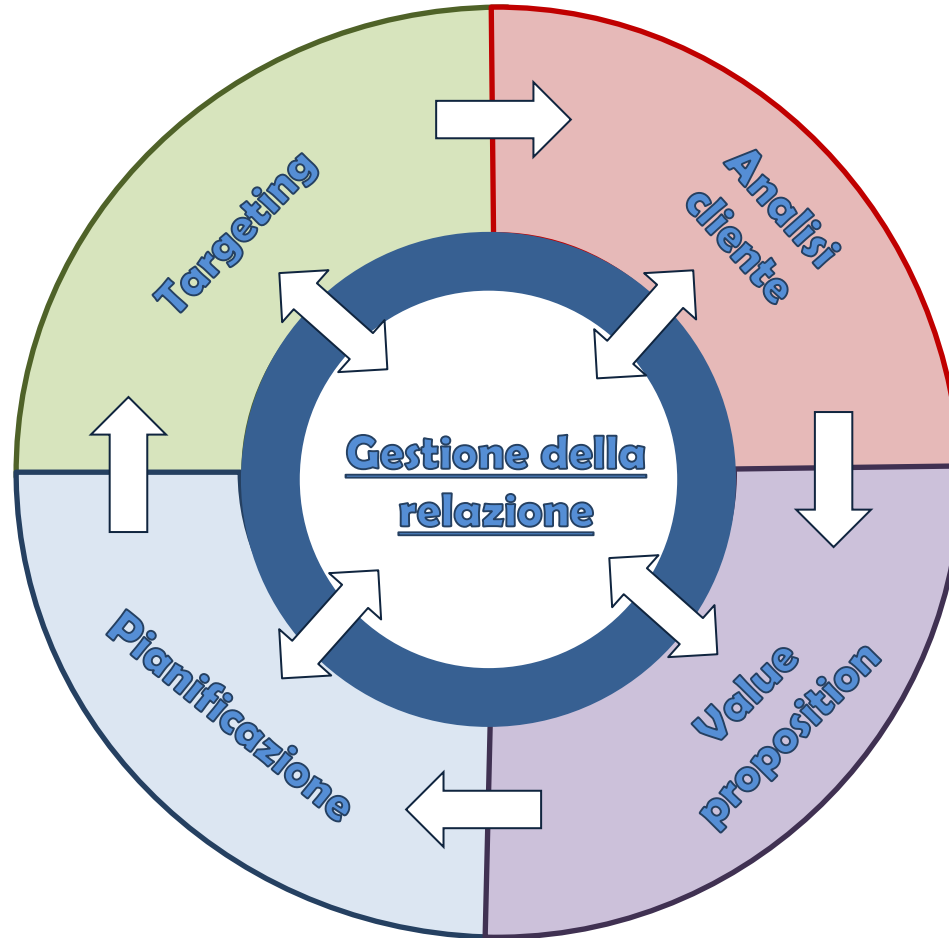 Targeting
Analisi
cliente
Gestione della
relazione
Pianificazione
Value
proposition